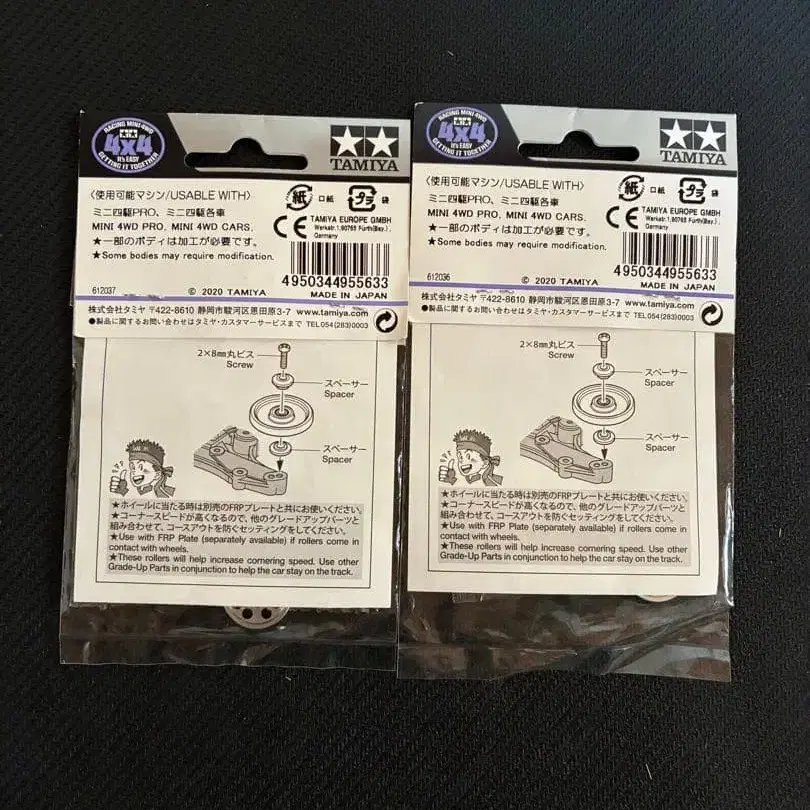 RACING MINI 4WD
4x4
It's EASY
GETTING IT TOGETHER
TAMIYA
〈使用可能マシン/USABLE WITH〉
ミニ四駆PRO、ミニ四駆各車
MINI 4WD PRO, MINI 4WD CARS.
★一部のボディは加工が必要です。
★Some bodies may require modification.
紙 口紙 プラ 袋
CE
TAMIYA EUROPE GMBH
Werkstr.1,90765 Fürth(Bay.),
Germany
4950344955633
612037
© 2020 TAMIYA
MADE IN JAPAN
株式会社タミヤ 〒422-8610 静岡市駿河区恩田原3-7 www.tamiya.com
●製品に関するお問い合わせはタミヤ・カスタマーサービスまで TEL054(283)0003
2×8mm丸ビス
Screw
スペーサー
Spacer
スペーサー
Spacer
★ホイールに当たる時は別売のFRPプレートと共にお使いください。
★コーナースピードが高くなるので、他のグレードアップパーツと
組み合わせて、コースアウトを防ぐセッティングをしてください。
★Use with FRP Plate (separately available) if rollers come in
contact with wheels.
★These rollers will help increase cornering speed. Use other
Grade-Up Parts in conjunction to help the car stay on the track.
RACING MINI 4WD
4x4
It's EASY
GETTING IT TOGETHER
TAMIYA
〈使用可能マシン/USABLE WITH〉
ミニ四駆PRO、ミニ四駆各車
MINI 4WD PRO, MINI 4WD CARS.
★一部のボディは加工が必要です。
★Some bodies may require modification.
紙 口紙 プラ 袋
CE
TAMIYA EUROPE GMBH
Werkstr.1,90765 Fürth(Bay.),
Germany
4950344955633
612036
© 2020 TAMIYA
MADE IN JAPAN
株式会社タミヤ 〒422-8610 静岡市駿河区恩田原3-7 www.tamiya.com
●製品に関するお問い合わせはタミヤ・カスタマーサービスまで TEL054(283)0003
2×8mm丸ビス
Screw
スペーサー
Spacer
スペーサー
Spacer
★ホイールに当たる時は別売のFRPプレートと共にお使いください。
★コーナースピードが高くなるので、他のグレードアップパーツと
組み合わせて、コースアウトを防ぐセッティングをしてください。
★Use with FRP Plate (separately available) if rollers come in
contact with wheels.
★These rollers will help increase cornering speed. Use other
Grade-Up Parts in conjunction to help the car stay on the track.